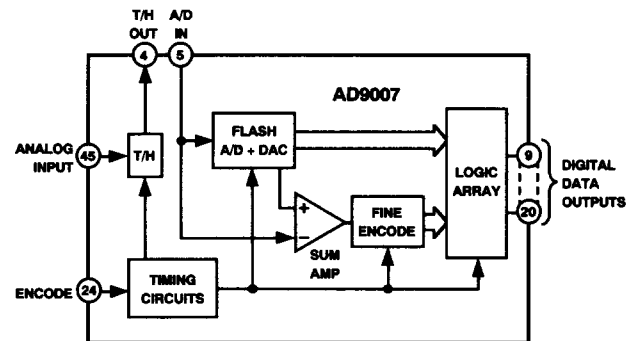 T/H
OUT
A/D
IN
4
5
AD9007
ANALOG
INPUT
45
T/H
FLASH
A/D + DAC
LOGIC
ARRAY
9
20
DIGITAL
DATA
OUTPUTS
+
−
SUM
AMP
FINE
ENCODE
ENCODE
24
TIMING
CIRCUITS